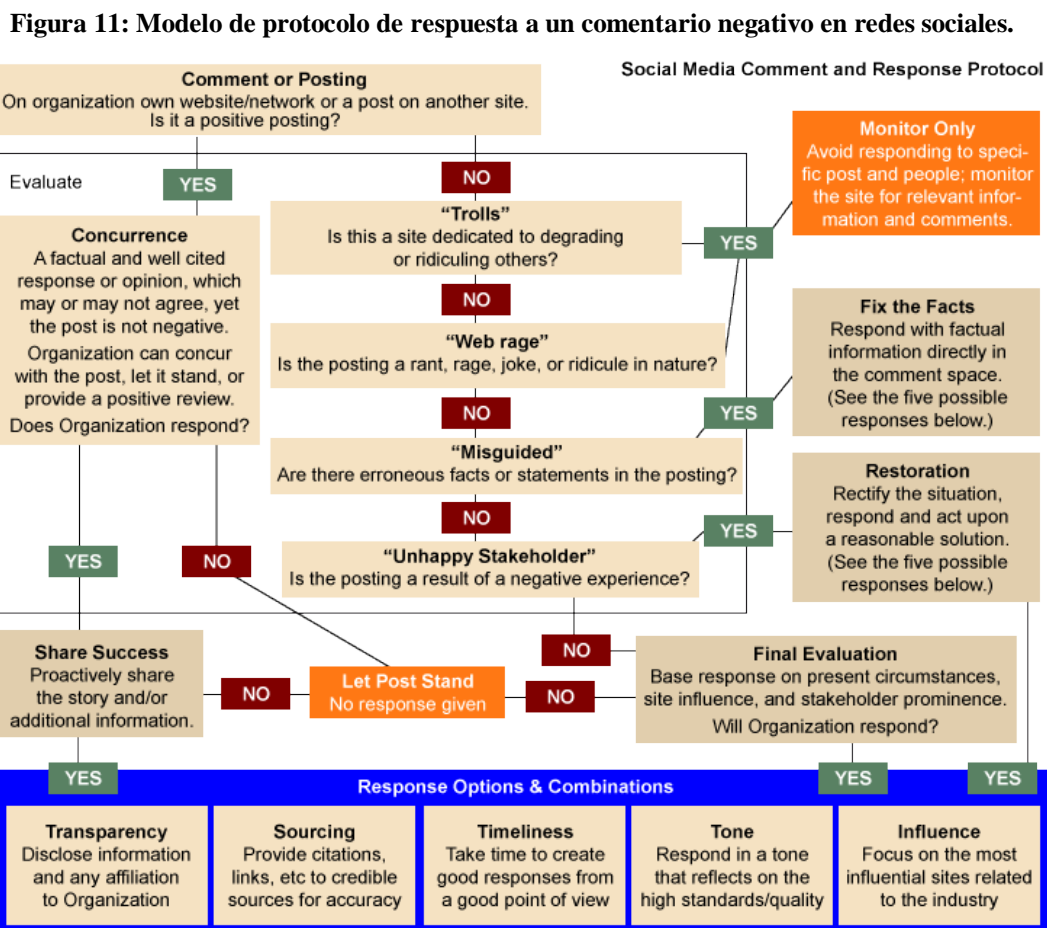 Figura 11: Modelo de protocolo de respuesta a un comentario negativo en redes sociales.
Social Media Comment and Response Protocol
Comment or Posting
On organization own website/network or a post on another site.
Is it a positive posting?
Evaluate
YES
NO
Concurrence
A factual and well cited
response or opinion, which
may or may not agree, yet
the post is not negative.
Organization can concur
with the post, let it stand, or
provide a positive review.
Does Organization respond?
“Trolls”
Is this a site dedicated to degrading
or ridiculing others?
YES
Monitor Only
Avoid responding to speci-
fic post and people; monitor
the site for relevant infor-
mation and comments.
NO
“Web rage”
Is the posting a rant, rage, joke, or ridicule in nature?
NO
YES
Fix the Facts
Respond with factual
information directly in
the comment space.
(See the five possible
responses below.)
“Misguided”
Are there erroneous facts or statements in the posting?
NO
YES
Restoration
Rectify the situation,
respond and act upon
a reasonable solution.
(See the five possible
responses below.)
“Unhappy Stakeholder”
Is the posting a result of a negative experience?
YES
NO
NO
Share Success
Proactively share
the story and/or
additional information.
NO
Let Post Stand
No response given
NO
Final Evaluation
Base response on present circumstances,
site influence, and stakeholder prominence.
Will Organization respond?
YES
YES
YES
Response Options & Combinations
Transparency
Disclose information
and any affiliation
to Organization
Sourcing
Provide citations,
links, etc to credible
sources for accuracy
Timeliness
Take time to create
good responses from
a good point of view
Tone
Respond in a tone
that reflects on the
high standards/quality
Influence
Focus on the most
influential sites related
to the industry